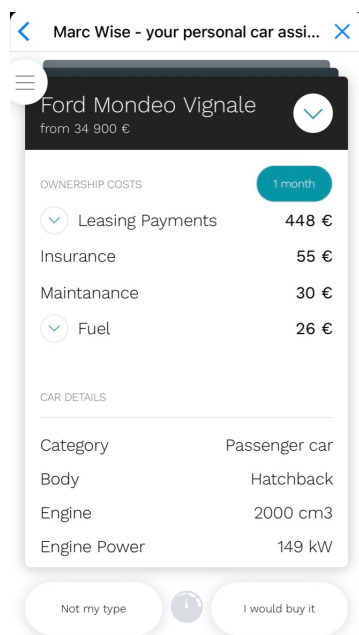 Marc Wise - your personal car assi...
Ford Mondeo Vignale
from 34 900 €
OWNERSHIP COSTS 1 month
Leasing Payments 448 €
Insurance 55 €
Maintanance 30 €
Fuel 26 €
CAR DETAILS
Category Passenger car
Body Hatchback
Engine 2000 cm3
Engine Power 149 kW
Not my type I would buy it